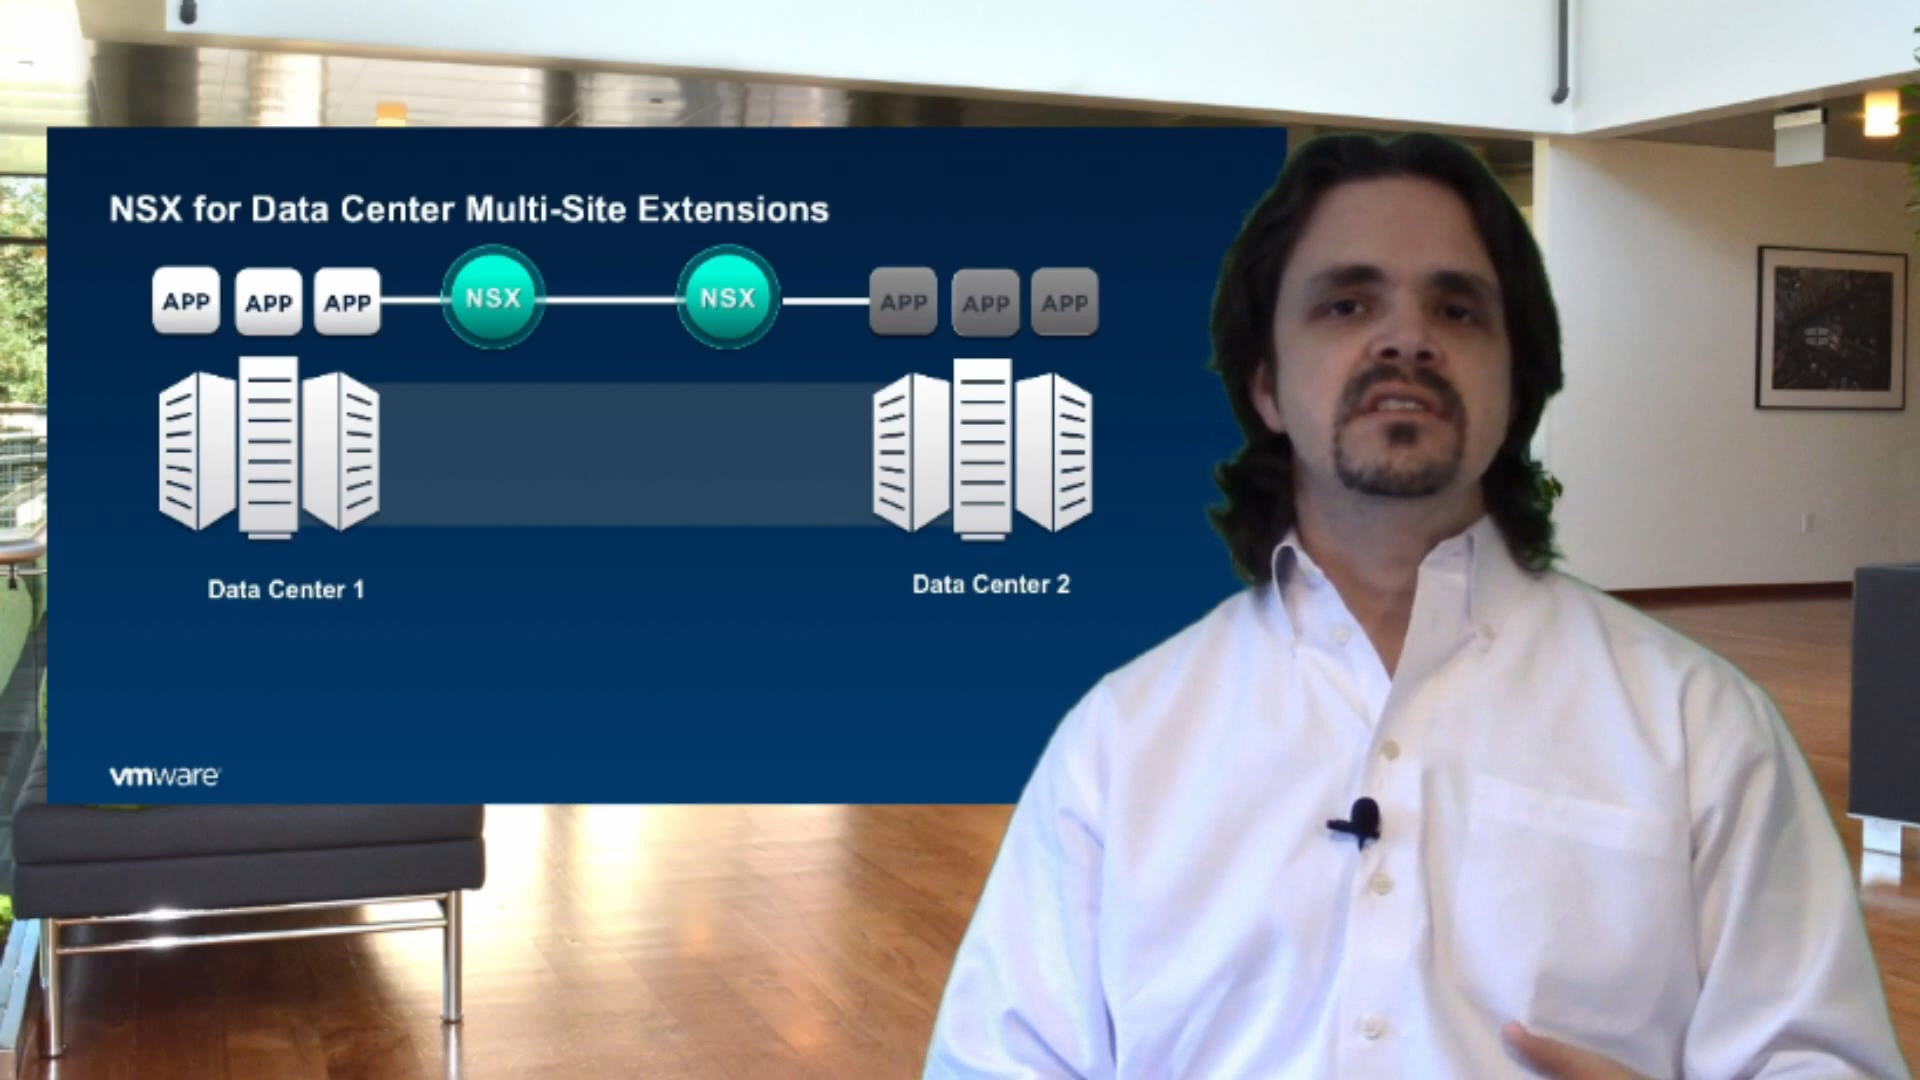 NSX for Data Center Multi-Site Extensions
APP APP APP NSX NSX APP APP APP
Data Center 1 Data Center 2
vmware